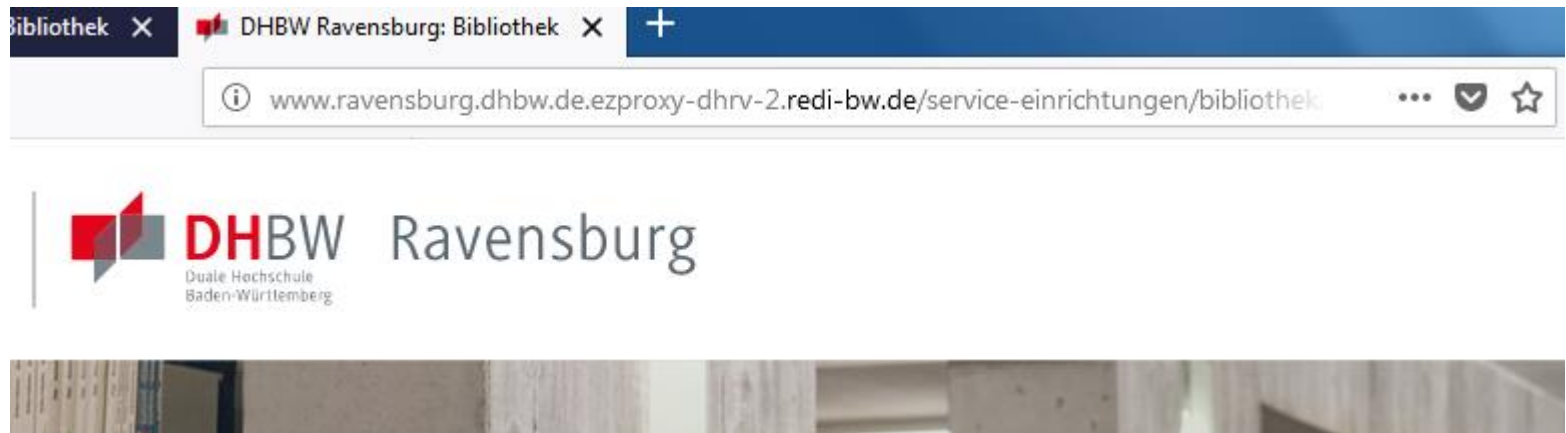 Bibliothek DHBW Ravensburg: Bibliothek
www.ravensburg.dhbw.de.ezproxy-dhrv-2.redi-bw.de/service-einrichtungen/bibliothek
DHBW Ravensburg
Duale Hochschule
Baden-Württemberg